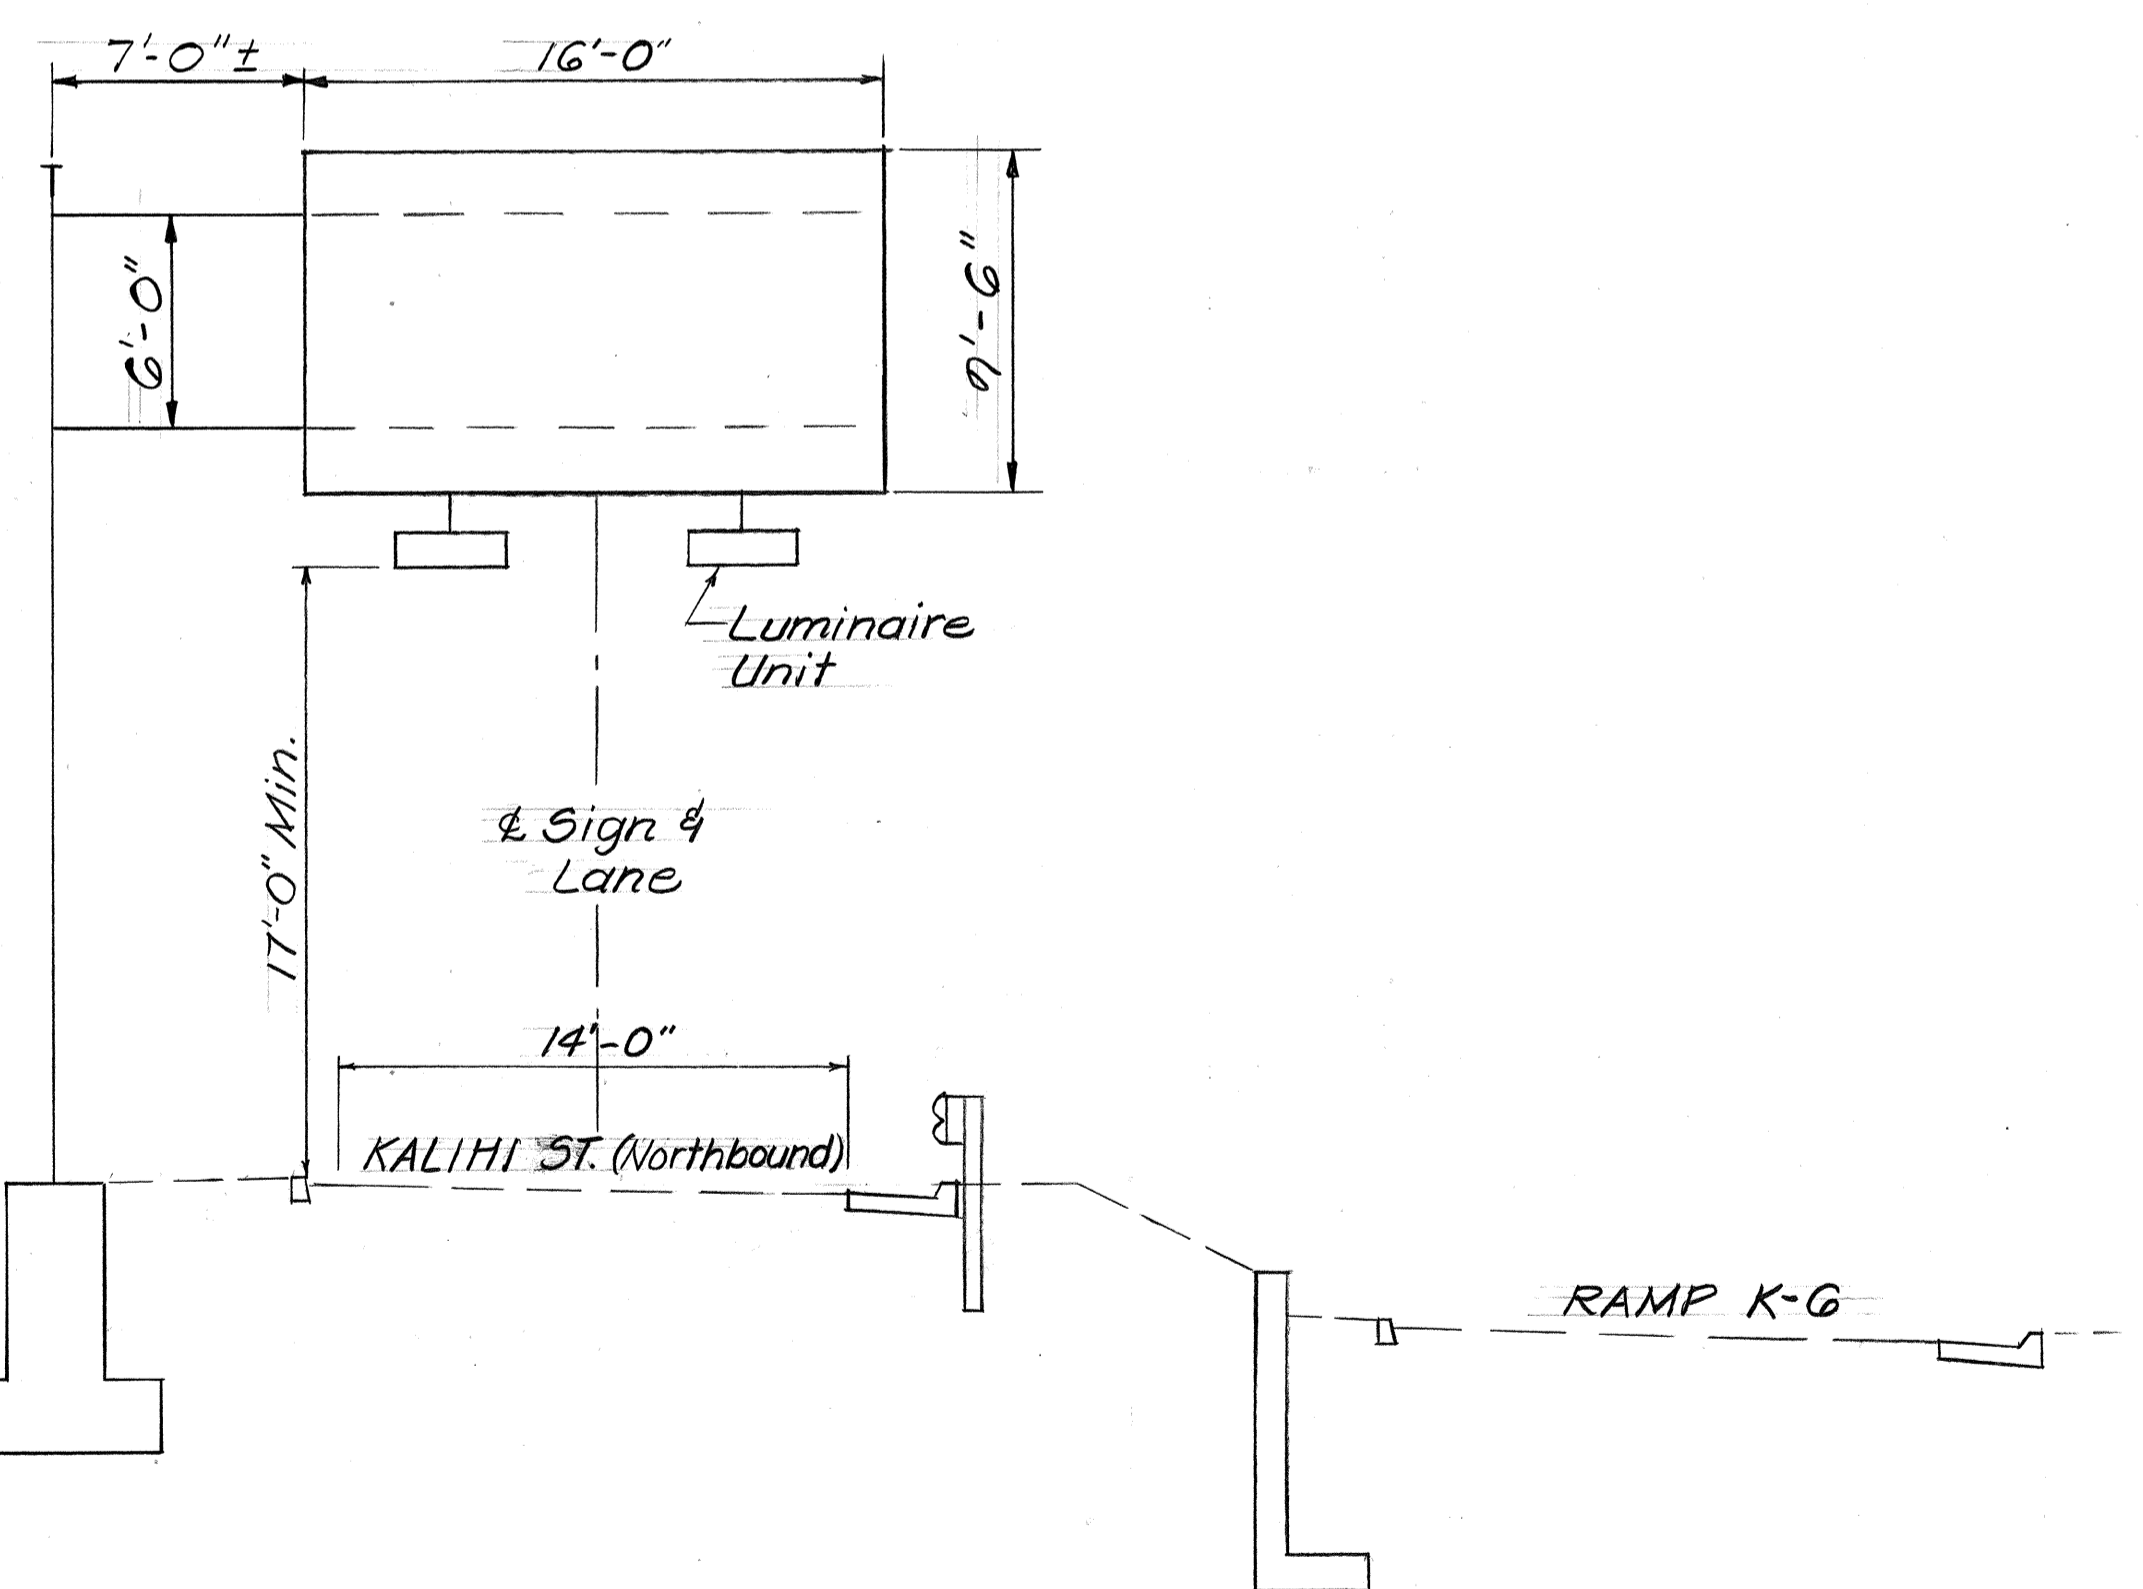 7'-0"±
16'-0"
6'-0"
9'-6"
Luminaire
Unit
17'-0" Min.
℄ Sign &
Lane
14'-0"
KALIHI ST. (Northbound)
RAMP K-6